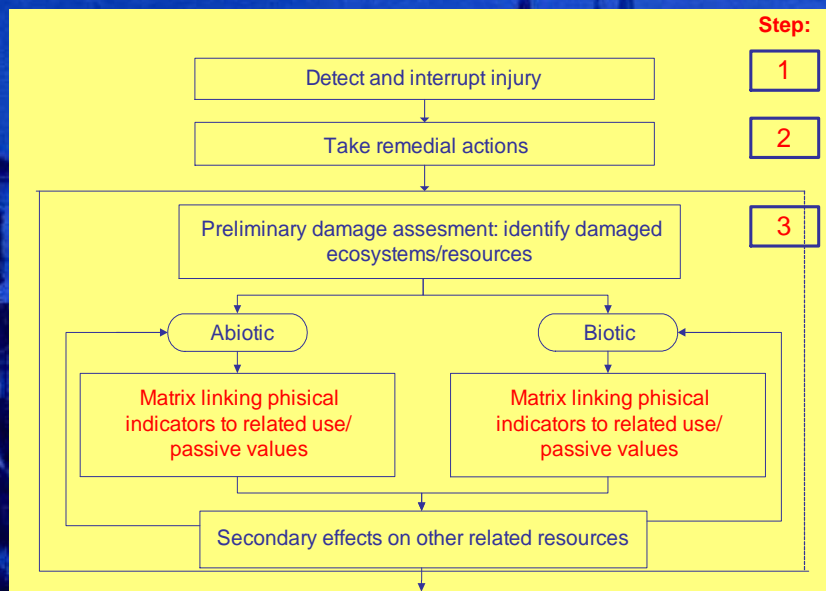 Step:
Detect and interrupt injury
1
Take remedial actions
2
Preliminary damage assesment: identify damaged
ecosystems/resources
3
Abiotic
Biotic
Matrix linking phisical
indicators to related use/
passive values
Matrix linking phisical
indicators to related use/
passive values
Secondary effects on other related resources